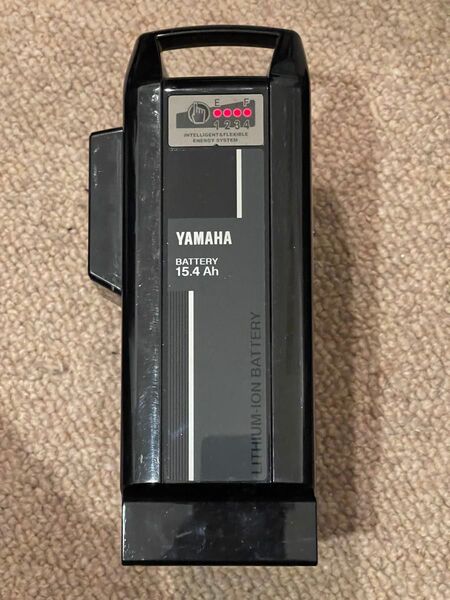 E F
1 2 3 4
INTELLIGENT&FLEXIBLE
ENERGY SYSTEM
YAMAHA
BATTERY
15.4 Ah
LITHIUM-ION BATTERY